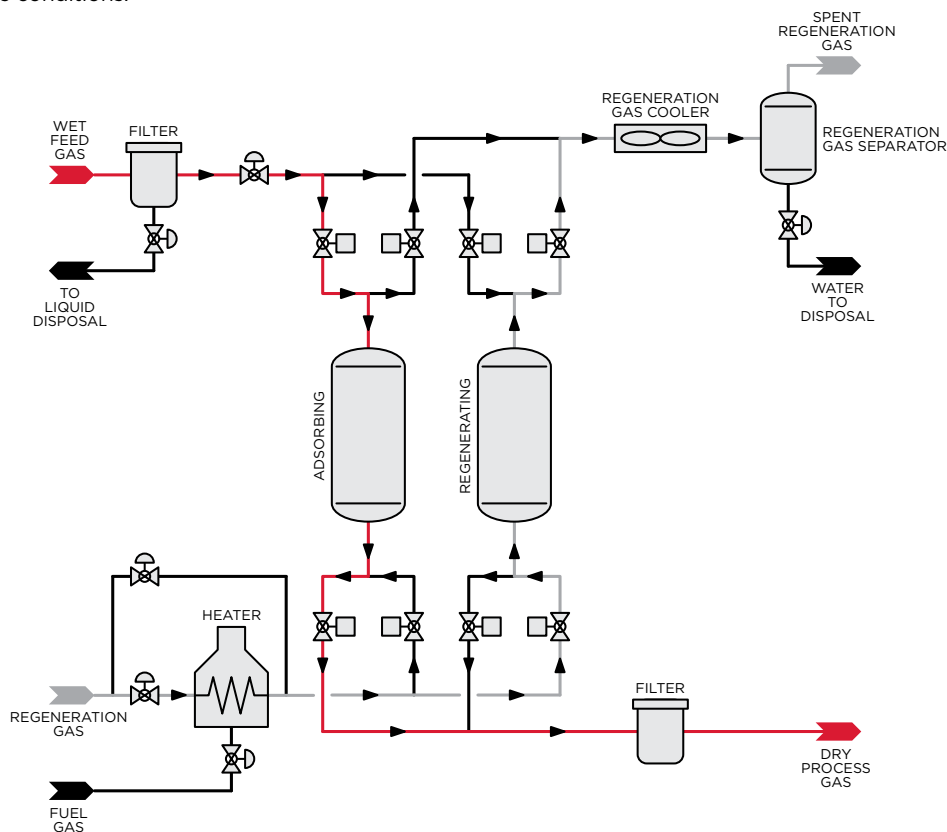 conditions.
SPENT
REGENERATION
GAS
REGENERATION
GAS COOLER
WET
FEED
GAS
FILTER
REGENERATION
GAS SEPARATOR
TO
LIQUID
DISPOSAL
WATER
TO
DISPOSAL
ADSORBING
REGENERATING
HEATER
REGENERATION
GAS
FILTER
DRY
PROCESS
GAS
FUEL
GAS